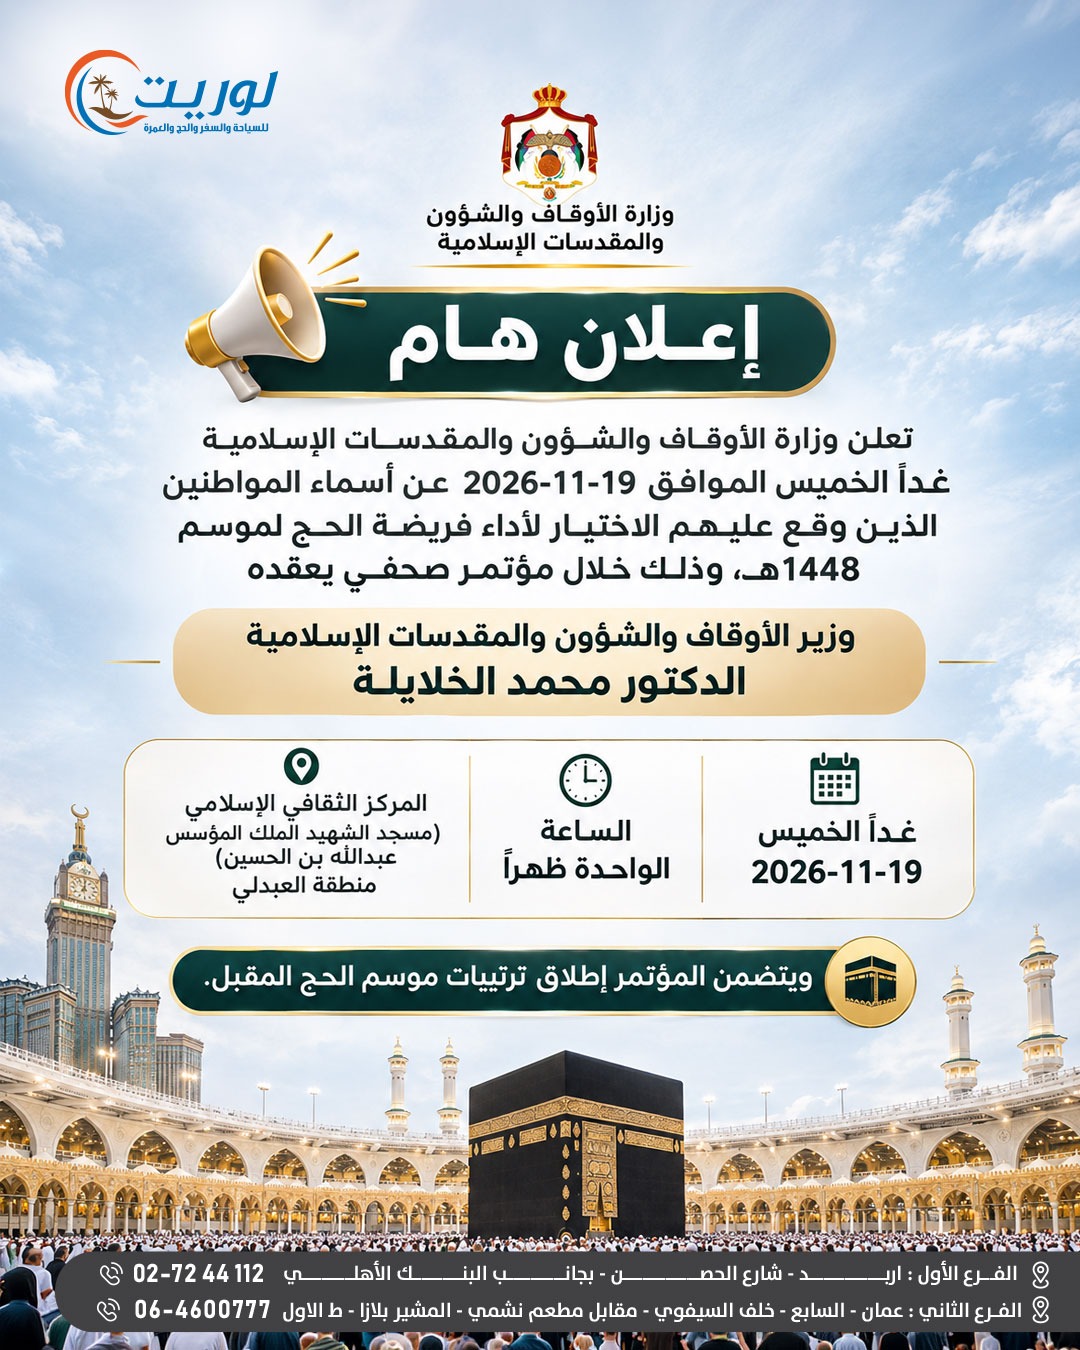 لوريت
للسياحة والسفر والحج والعمرة
وزارة الأوقاف والشؤون
والمقدسات الإسلامية
إعلان هام
تعلن وزارة الأوقاف والشؤون والمقدسات الإسلامية
غداً الخميس الموافق 19-11-2026 عن أسماء المواطنين
الذين وقع عليهم الاختيار لأداء فريضة الحج لموسم
1448هـ، وذلك خلال مؤتمر صحفي يعقده
وزير الأوقاف والشؤون والمقدسات الإسلامية
الدكتور محمد الخلايلة
غداً الخميس
19-11-2026
الساعة
الواحدة ظهراً
المركز الثقافي الإسلامي
(مسجد الشهيد الملك المؤسس
عبدالله بن الحسين)
منطقة العبدلي
ويتضمن المؤتمر إطلاق ترتيبات موسم الحج المقبل.
الفرع الأول : اربد - شارع الحصن - بجانب البنك الأهلي 02-72 44 112
الفرع الثاني : عمان - السابع - خلف السيفوي - مقابل مطعم نشمي - المشير بلازا - ط الاول 06-4600777